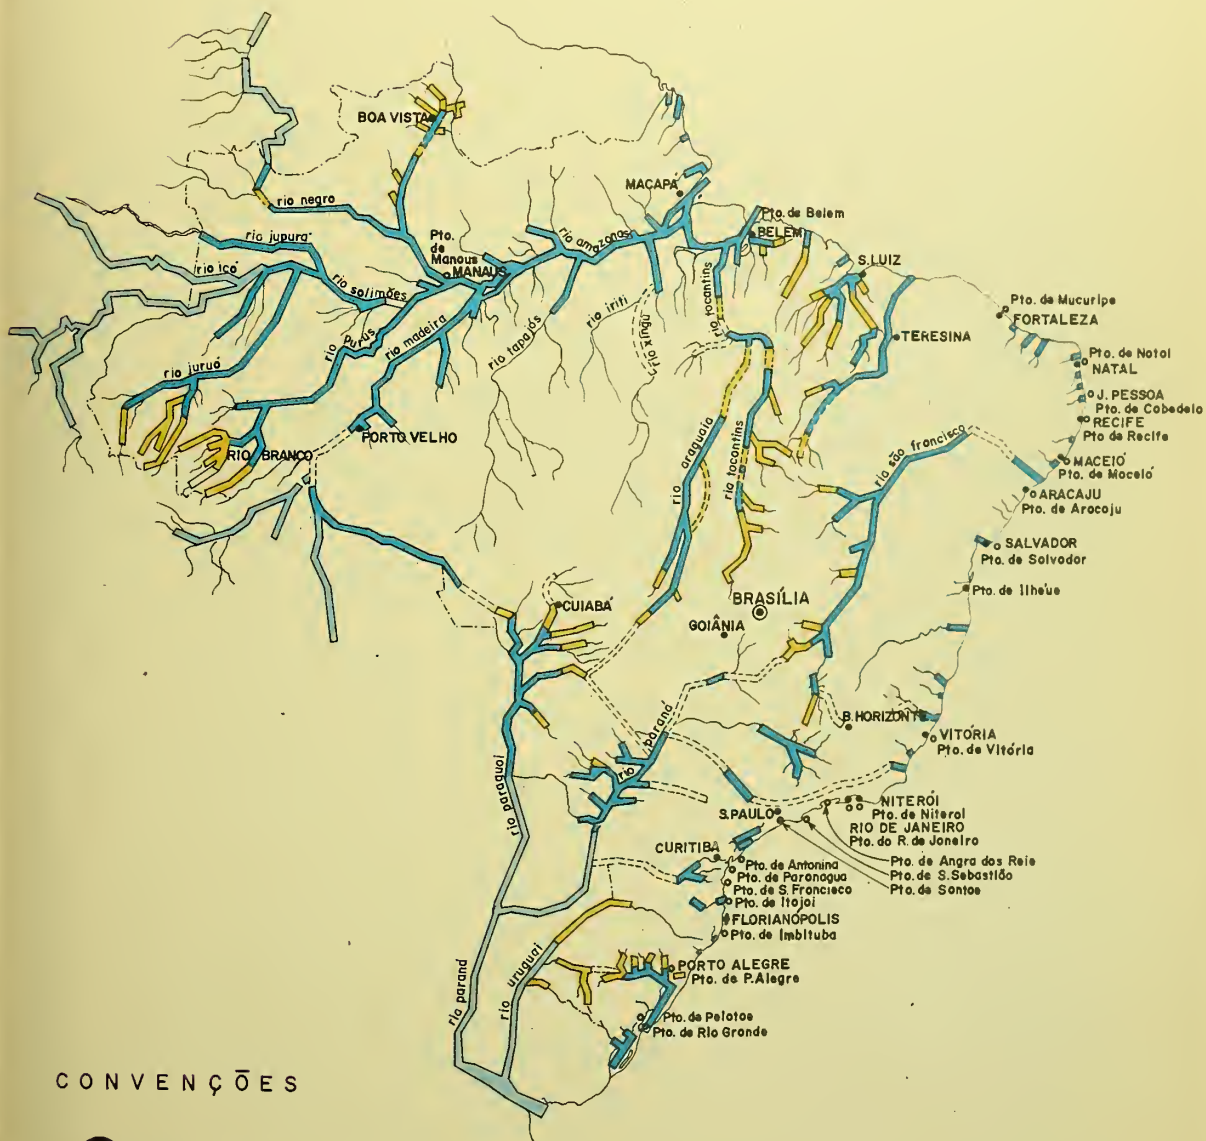 BOA VISTA
rio negro
MACAPÁ
Pto. de Belem
BELEM
rio jupurá
Pto.
de
Manaus
MANAUS
rio amazonas
rio içá
rio solimões
S. LUIZ
rio tocantins
rio iriti
rio xingu
Pto. de Mucuripe
FORTALEZA
rio purús
rio madeira
rio tapajós
TERESINA
rio juruá
Pto. de Natal
NATAL
J. PESSOA
Pto. de Cabedelo
RECIFE
Pto de Recife
PORTO VELHO
RIO BRANCO
rio araguaia
rio tocantins
rio são francisco
MACEIÓ
Pto. de Maceió
ARACAJU
Pto. de Aracaju
SALVADOR
Pto. de Salvador
Pto. de Ilhéus
CUIABÁ
BRASÍLIA
GOIÂNIA
B. HORIZONTE
VITÓRIA
Pto. de Vitória
rio paraná
rio paraguai
S. PAULO
NITERÓI
Pto. de Niteroi
RIO DE JANEIRO
Pto. do R. de Janeiro
Pto. de Angra dos Reis
Pto. de S. Sebastião
Pto. de Santos
CURITIBA
Pto. de Antonina
Pto. de Paranagua
Pto. de S. Francisco
Pto. de Itajai
FLORIANÓPOLIS
Pto. de Imbituba
rio uruguai
rio paraná
PORTO ALEGRE
Pto. de P. Alegre
Pto. de Pelotas
Pto. de Rio Grande
CONVENÇÕES